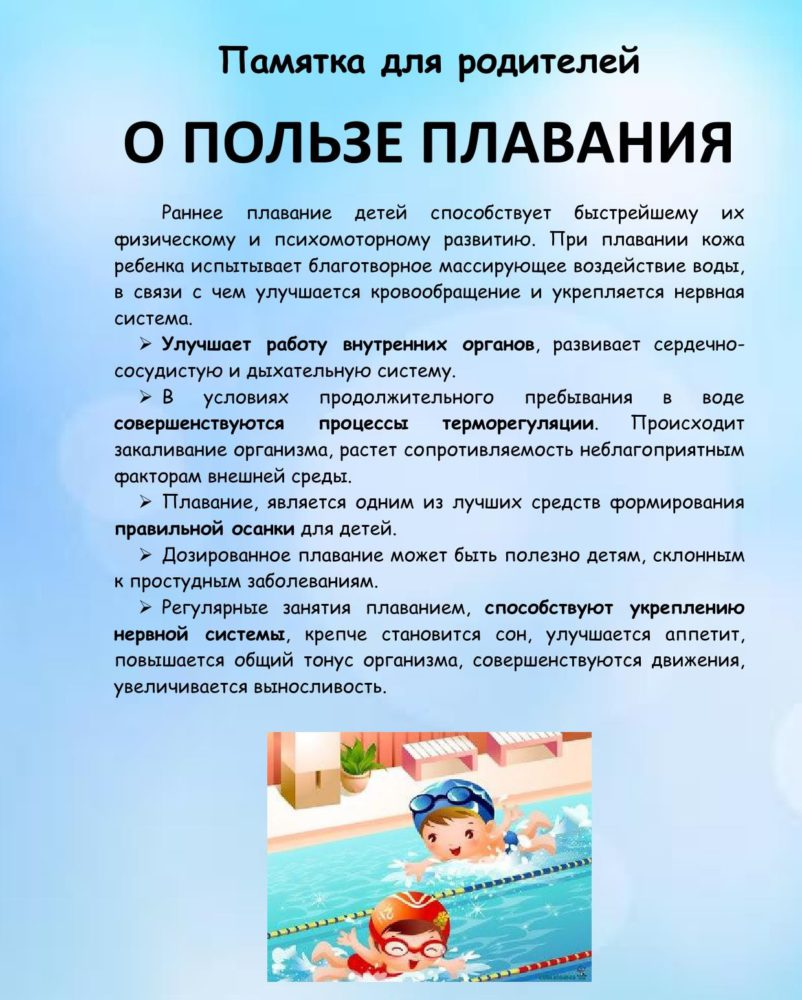 Памятка для родителей
О ПОЛЬЗЕ ПЛАВАНИЯ
Раннее плавание детей способствует быстрейшему их
физическому и психомоторному развитию. При плавании кожа
ребенка испытывает благотворное массирующее воздействие воды,
в связи с чем улучшается кровообращение и укрепляется нервная
система.
➢ Улучшает работу внутренних органов, развивает сердечно-
сосудистую и дыхательную систему.
➢ В условиях продолжительного пребывания в воде
совершенствуются процессы терморегуляции. Происходит
закаливание организма, растет сопротивляемость неблагоприятным
факторам внешней среды.
➢ Плавание, является одним из лучших средств формирования
правильной осанки для детей.
➢ Дозированное плавание может быть полезно детям, склонным
к простудным заболеваниям.
➢ Регулярные занятия плаванием, способствуют укреплению
нервной системы, крепче становится сон, улучшается аппетит,
повышается общий тонус организма, совершенствуются движения,
увеличивается выносливость.